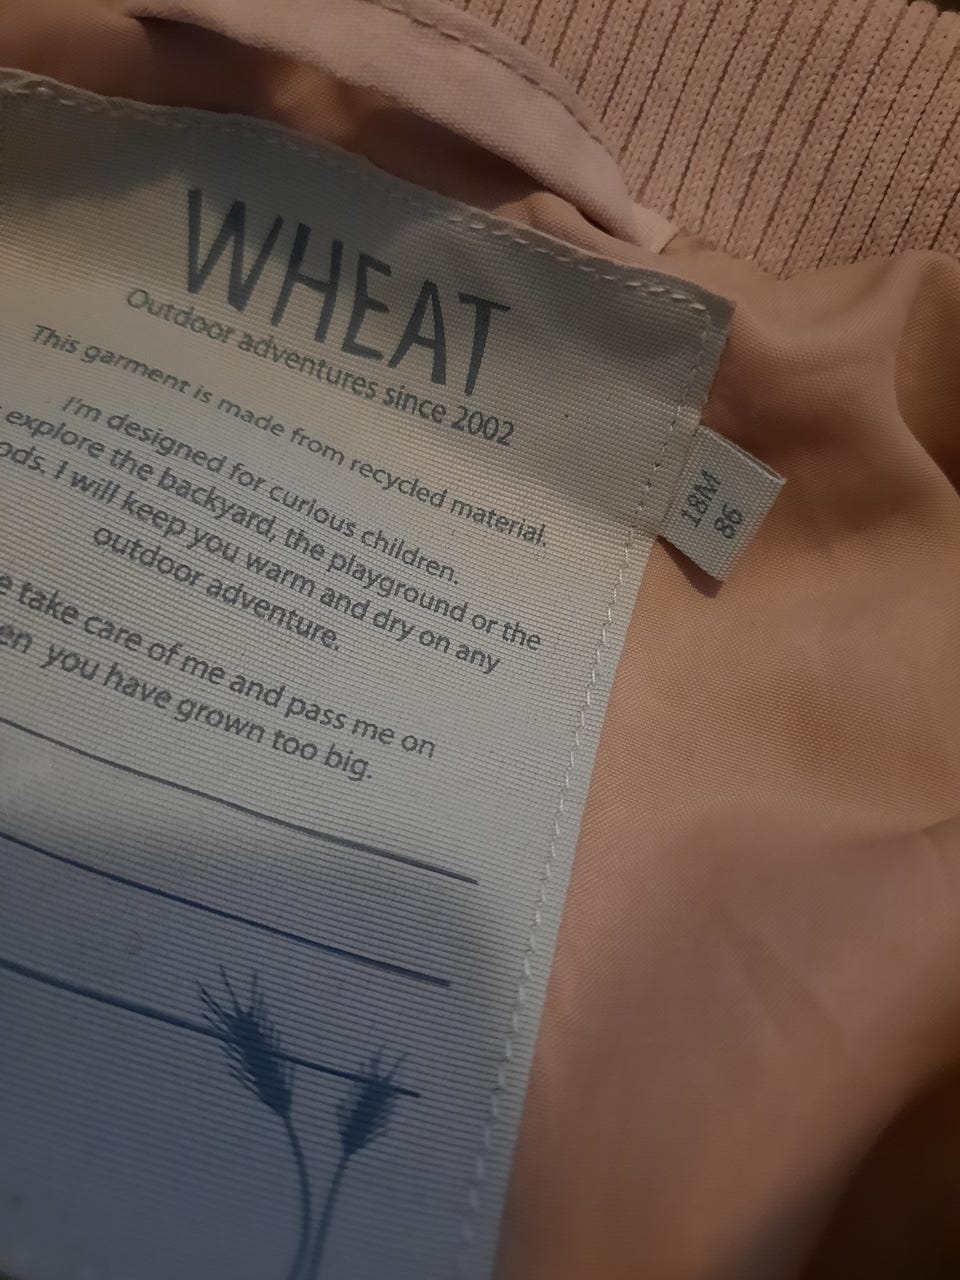 WHEAT
Outdoor adventures since 2002
This garment is made from recycled material.
I'm designed for curious children.
explore the backyard, the playground or the
I will keep you warm and dry on any
outdoor adventure.
take care of me and pass me on
you have grown too big.
18M
86